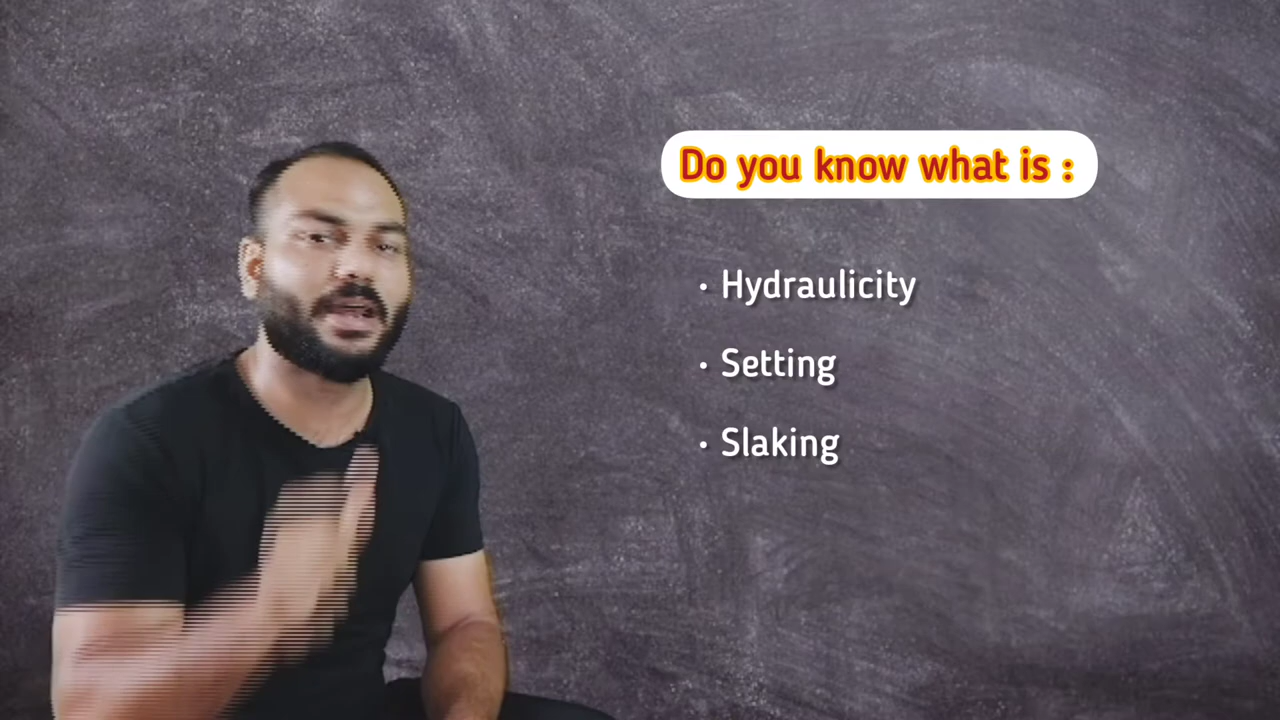 Do you know what is :
• Hydraulicity
• Setting
• Slaking